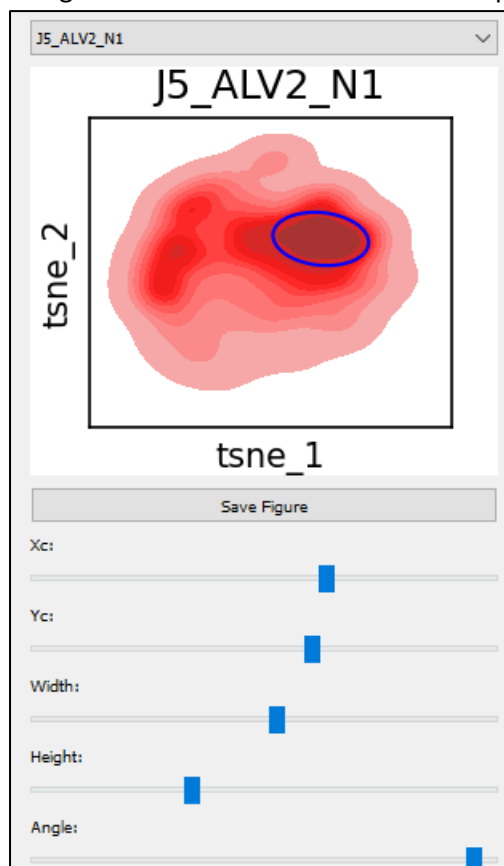 J5_ALV2_N1
J5_ALV2_N1
tsne_2
tsne_1
Save Figure
Xc:
Yc:
Width:
Height:
Angle: